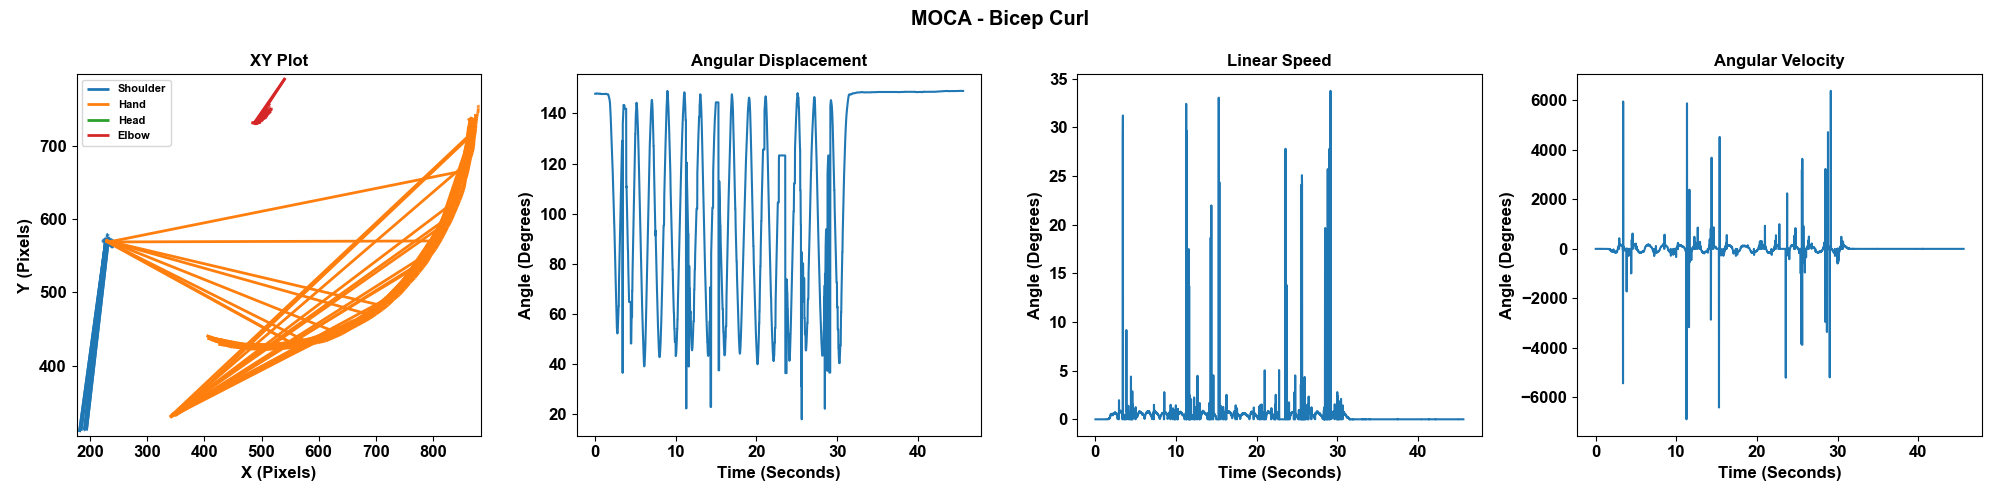 MOCA - Bicep Curl
XY Plot
Shoulder
Hand
Head
Elbow
Y (Pixels)
700
600
500
400
200 300 400 500 600 700 800
X (Pixels)
Angular Displacement
Angle (Degrees)
140
120
100
80
60
40
20
0 10 20 30 40
Time (Seconds)
Linear Speed
Angle (Degrees)
35
30
25
20
15
10
5
0
0 10 20 30 40
Time (Seconds)
Angular Velocity
Angle (Degrees)
6000
4000
2000
0
−2000
−4000
−6000
0 10 20 30 40
Time (Seconds)